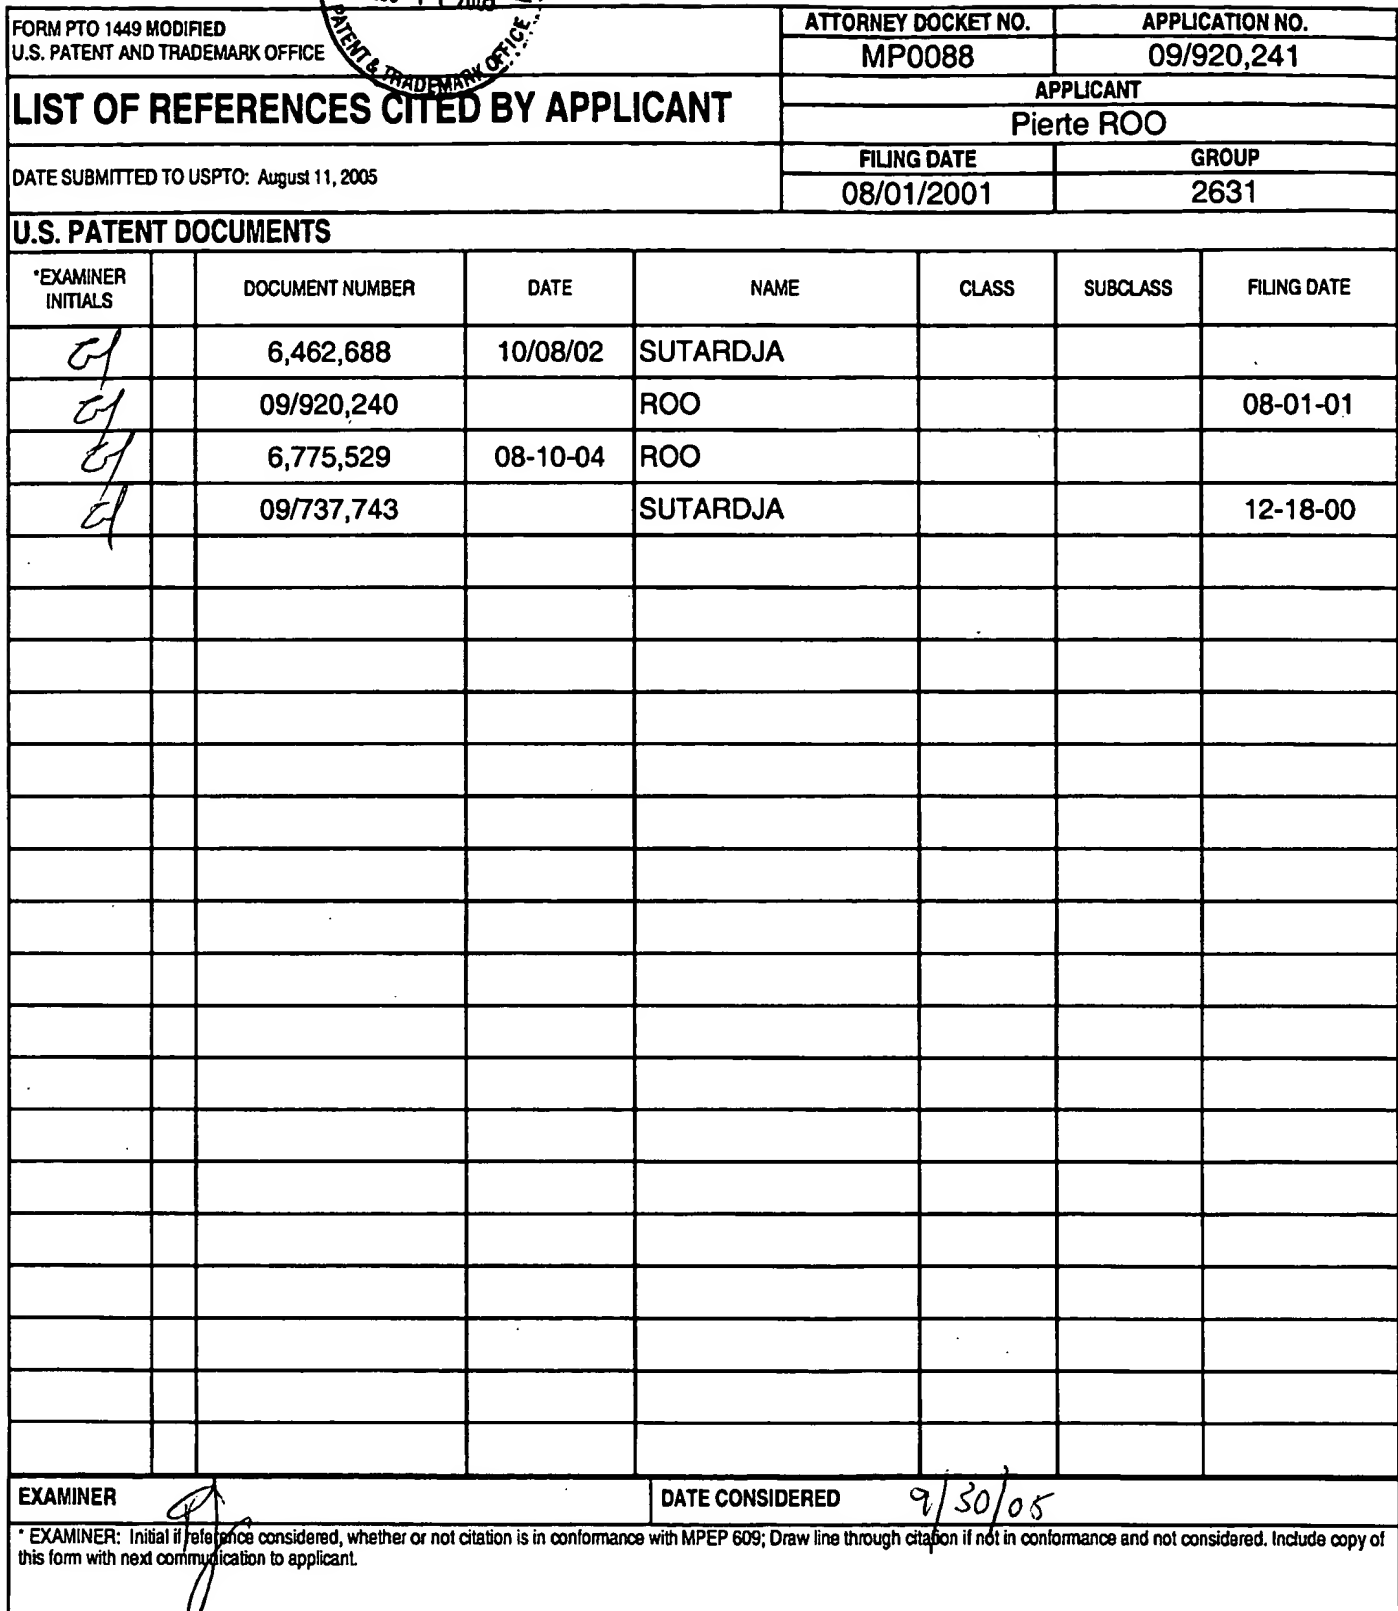 FORM PTO 1449 MODIFIED
U.S. PATENT AND TRADEMARK OFFICE
PATENT & TRADEMARK OFFICE
ATTORNEY DOCKET NO.
APPLICATION NO.
MP0088
09/920,241
LIST OF REFERENCES CITED BY APPLICANT
APPLICANT
Pierte ROO
DATE SUBMITTED TO USPTO: August 11, 2005
FILING DATE
GROUP
08/01/2001
2631
U.S. PATENT DOCUMENTS
*EXAMINER INITIALS DOCUMENT NUMBER DATE NAME CLASS SUBCLASS FILING DATE
6,462,688 10/08/02 SUTARDJA
09/920,240 ROO 08-01-01
6,775,529 08-10-04 ROO
09/737,743 SUTARDJA 12-18-00
EXAMINER DATE CONSIDERED 9/30/05
* EXAMINER: Initial if reference considered, whether or not citation is in conformance with MPEP 609; Draw line through citation if not in conformance and not considered. Include copy of
this form with next communication to applicant.